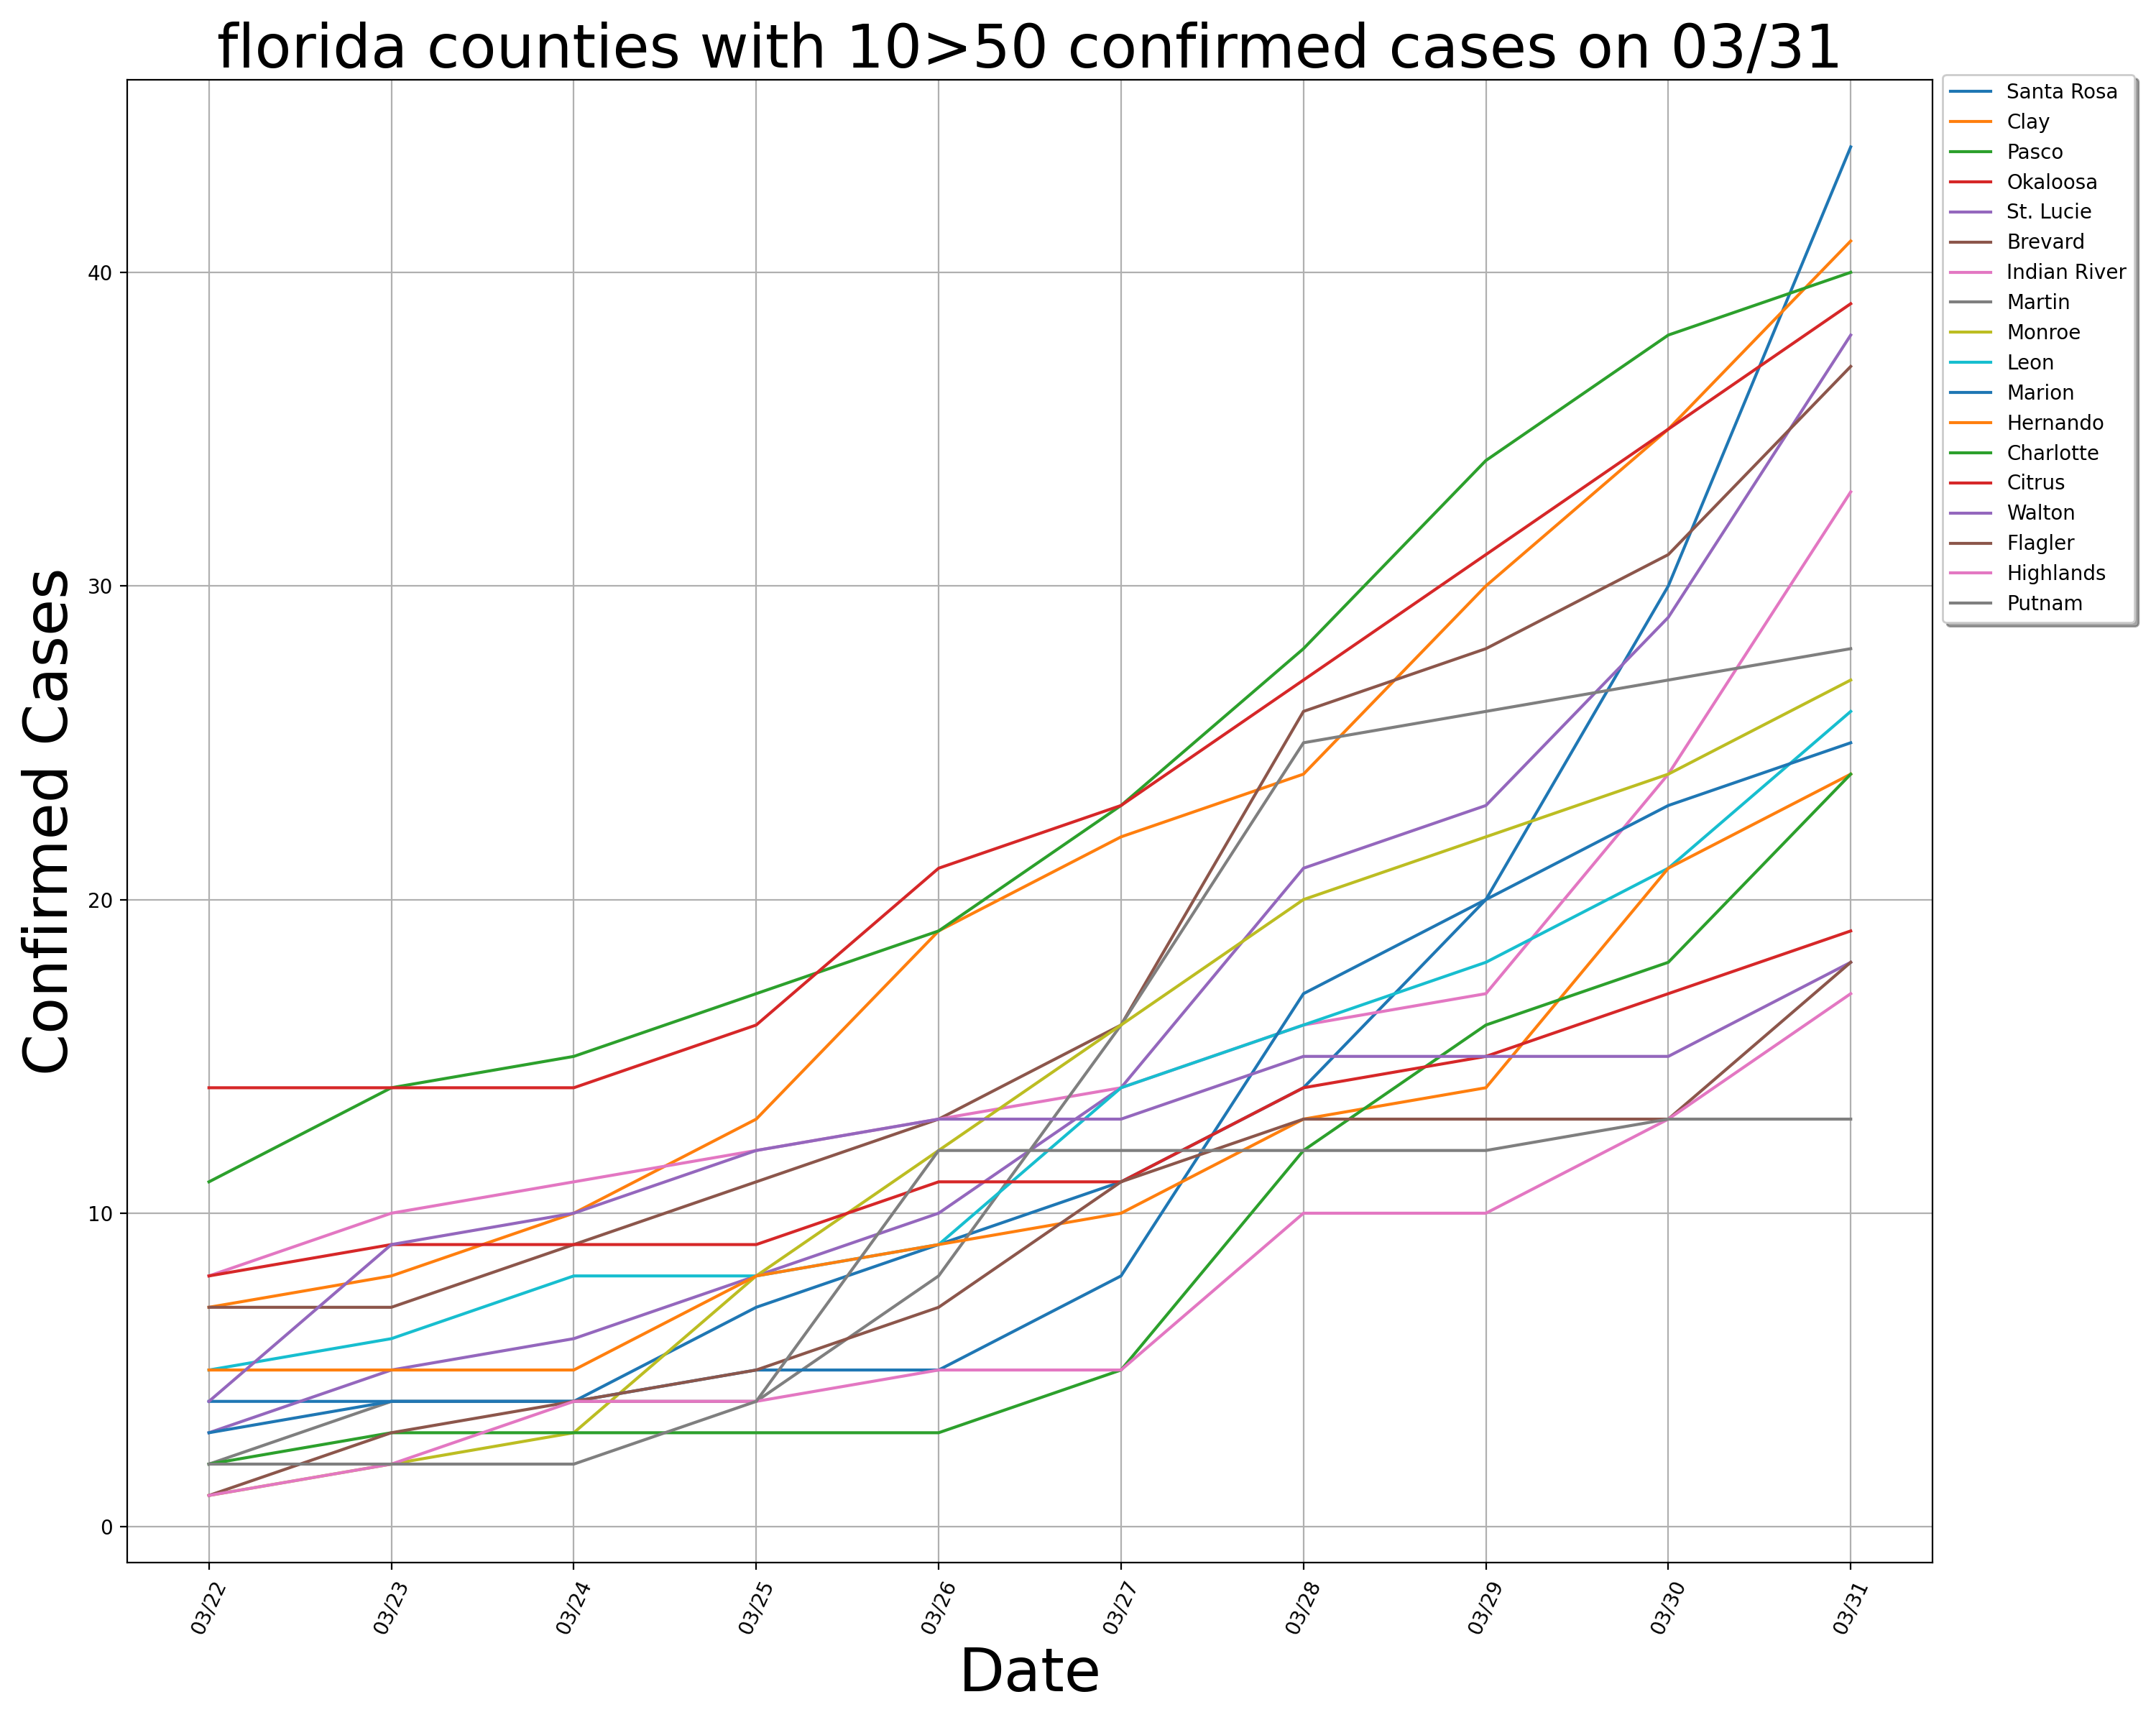 florida counties with 10>50 confirmed cases on 03/31
Santa Rosa
Clay
Pasco
Okaloosa
St. Lucie
Brevard
Indian River
Martin
Monroe
Leon
Marion
Hernando
Charlotte
Citrus
Walton
Flagler
Highlands
Putnam
Confirmed Cases
40
30
20
10
0
03/22
03/23
03/24
03/25
03/26
03/27
03/28
03/29
03/30
03/31
Date